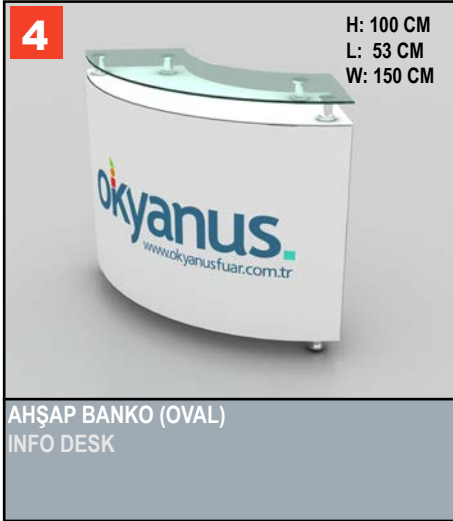 4
H: 100 CM
L: 53 CM
W: 150 CM
okyanus.
www.okyanusfuar.com.tr
AHŞAP BANKO (OVAL)
INFO DESK